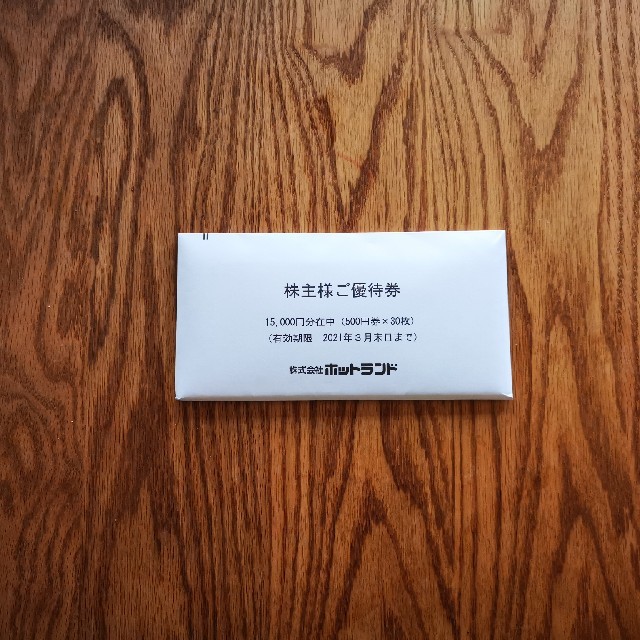 株主様ご優待券
15,000円分在中（500円券×30枚）
（有効期限　2021年3月末日まで）
株式会社ホットランド